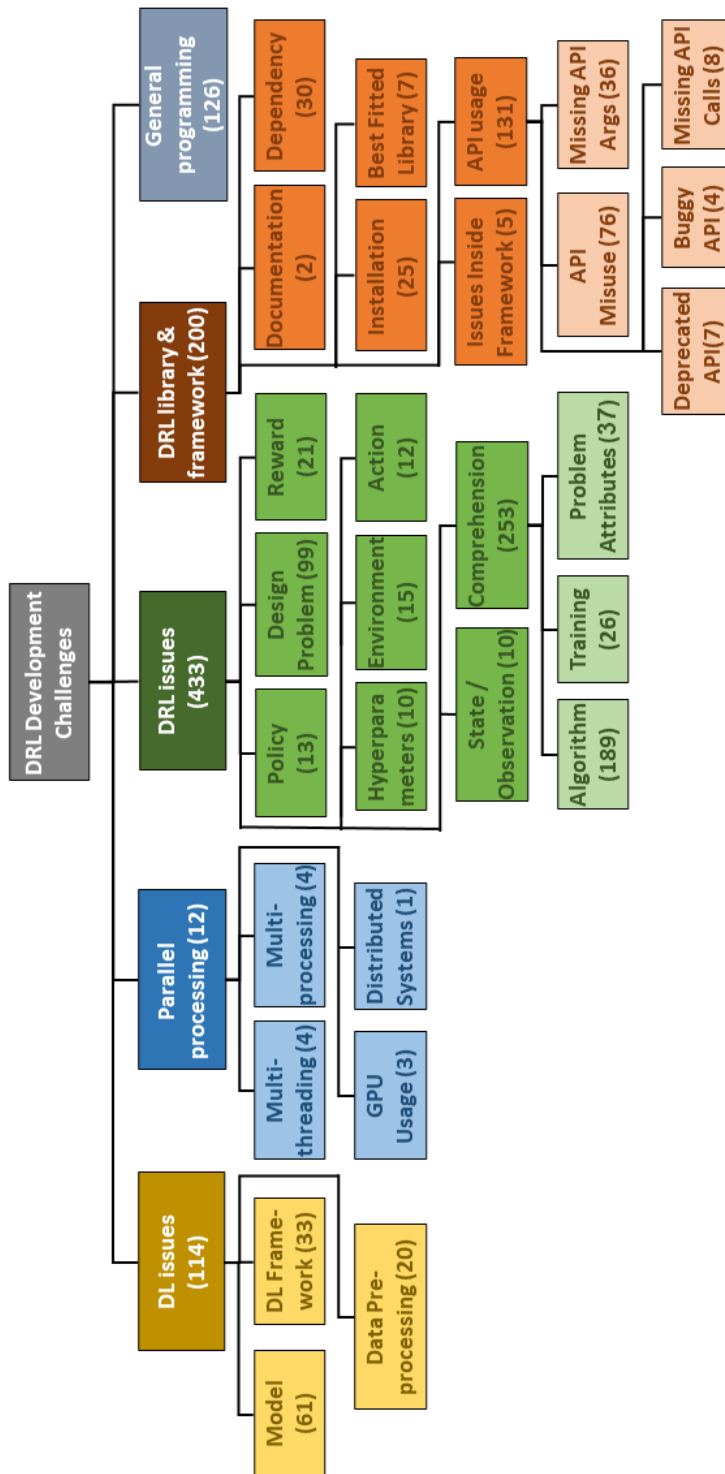 DRL Development
Challenges
DL issues
(114)
Parallel
processing (12)
DRL issues
(433)
DRL library &
framework (200)
General
programming
(126)
Model
(61)
DL Frame-
work (33)
Data Pre-
processing (20)
Multi-
threading (4)
Multi-
processing (4)
GPU
Usage (3)
Distributed
Systems (1)
Policy
(13)
Design
Problem (99)
Reward
(21)
Hyperpara
meters (10)
Environment
(15)
Action
(12)
State /
Observation (10)
Comprehension
(253)
Algorithm
(189)
Training
(26)
Problem
Attributes (37)
Documentation
(2)
Dependency
(30)
Installation
(25)
Best Fitted
Library (7)
Issues Inside
Framework (5)
API usage
(131)
API
Misuse (76)
Missing API
Args (36)
Deprecated
API(7)
Buggy
API (4)
Missing API
Calls (8)